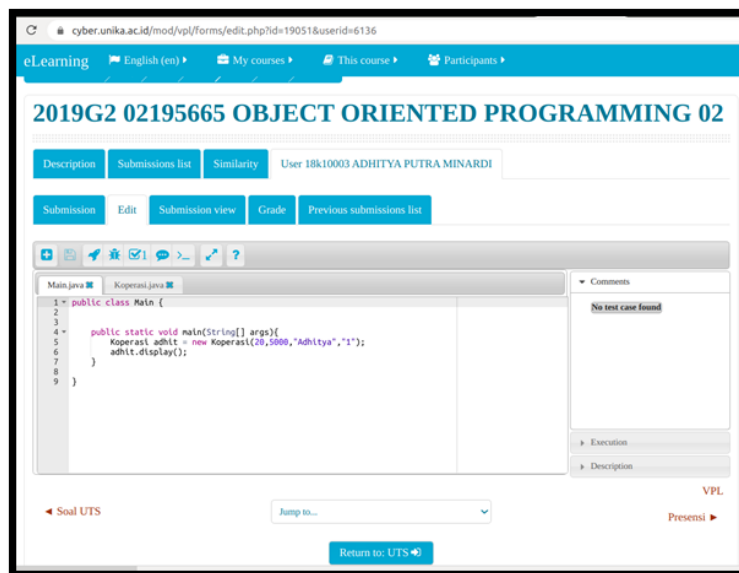 cyber.unika.ac.id/mod/vpl/forms/edit.php?id=19051&userid=6136
eLearning English (en) My courses This course Participants
2019G2 02195665 OBJECT ORIENTED PROGRAMMING 02
Description Submissions list Similarity User 18k10003 ADHITYA PUTRA MINARDI
Submission Edit Submission view Grade Previous submissions list
1 ?
Main.java Koperasi.java
1 public class Main {
2
3
4 public static void main(String[] args){
5 Koperasi adhit = new Koperasi(20,5000,"Adhitya","1");
6 adhit.display();
7 }
8
9 }
Comments
No test case found
Execution
Description
VPL
◄ Soal UTS
Jump to...
Presensi ►
Return to: UTS